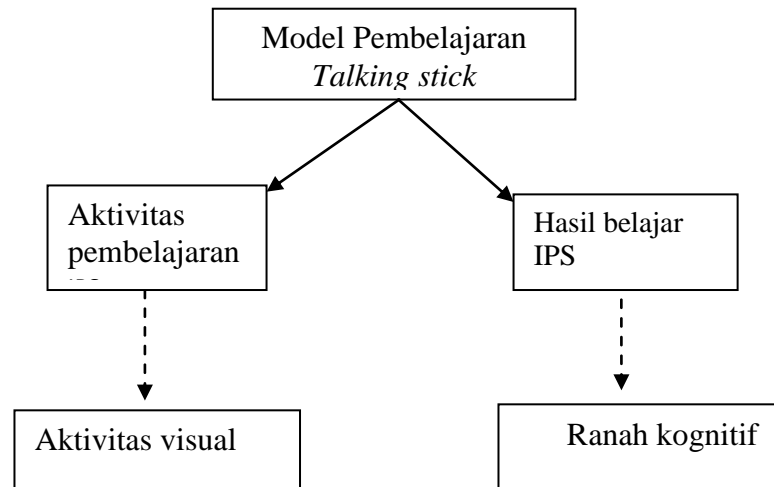 Model Pembelajaran
Talking stick
Aktivitas
pembelajaran
Hasil belajar
IPS
Aktivitas visual
Ranah kognitif